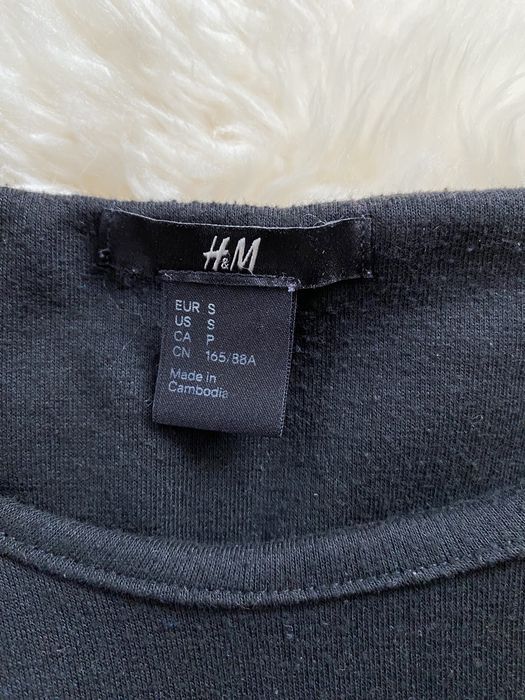 H&M
EUR S
US S
CA P
CN 165/88A
Made in
Cambodia